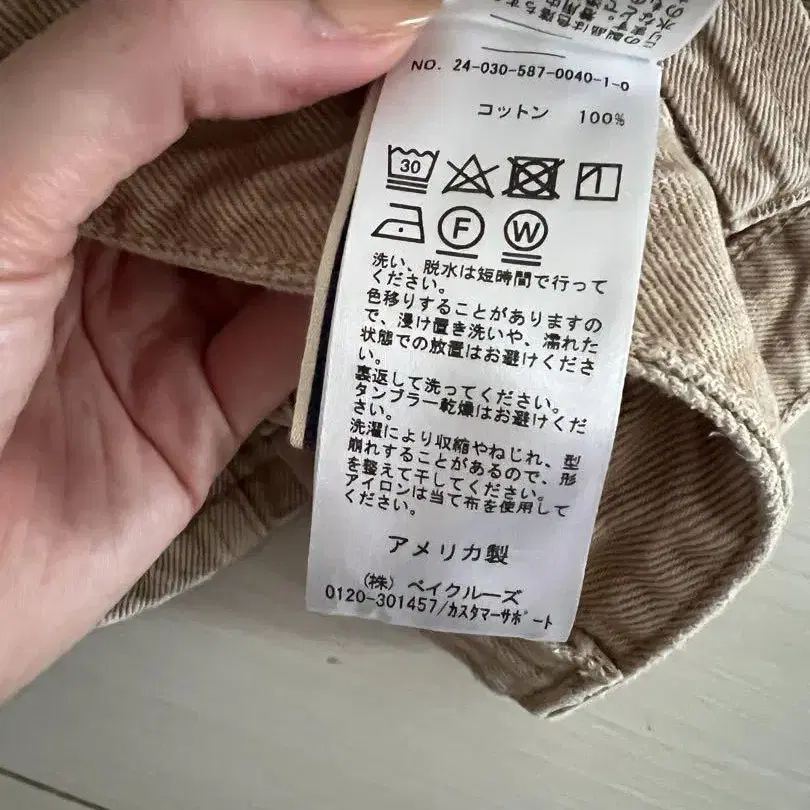 NO. 24-030-587-0040-1-0
コットン 100%
30
F W
洗い、脱水は短時間で行って
ください。
色移りすることがありますの
で、浸け置き洗いや、濡れた
状態での放置はお避けくださ
い。
裏返して洗ってください。
タンブラー乾燥はお避けくだ
さい。
洗濯により収縮やねじれ、型
崩れすることがあるので、形
を整えて干してください。
アイロンは当て布を使用して
ください。
アメリカ製
(株) ベイクルーズ
0120-301457/カスタマーサポート